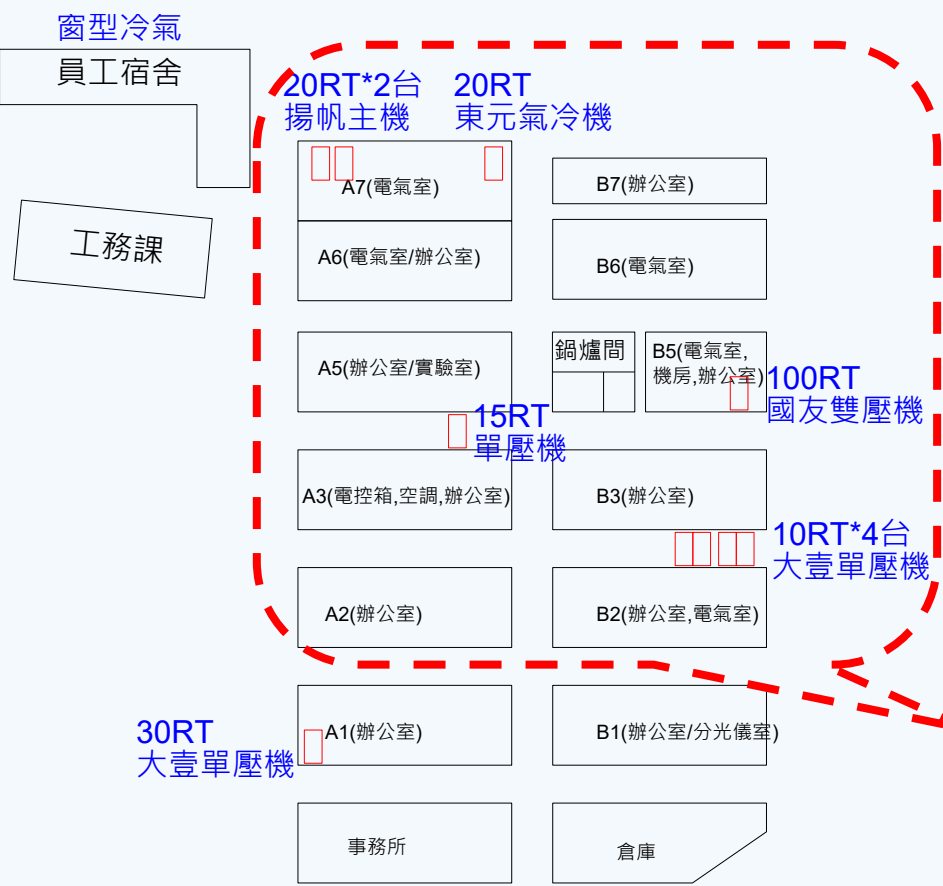 窗型冷氣
員工宿舍
20RT*2台
揚帆主機
20RT
東元氣冷機
A7(電氣室)
B7(辦公室)
工務課
A6(電氣室/辦公室)
B6(電氣室)
A5(辦公室/實驗室)
鍋爐間
B5(電氣室,
機房,辦公室)
100RT
國友雙壓機
15RT
單壓機
A3(電控箱,空調,辦公室)
B3(辦公室)
10RT*4台
大壹單壓機
A2(辦公室)
B2(辦公室,電氣室)
30RT
大壹單壓機
A1(辦公室)
B1(辦公室/分光儀室)
事務所
倉庫